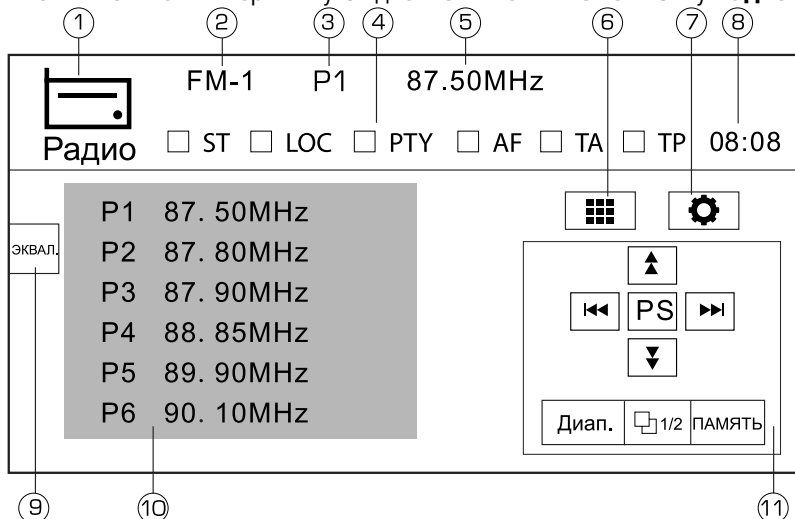 1 2 3 4 5 6 7 8
FM-1 P1 87.50MHz
Радио ST LOC PTY AF TA TP 08:08
P1 87. 50MHz
ЭКВАЛ. P2 87. 80MHz
P3 87. 90MHz
PS
P4 88. 85MHz
P5 89. 90MHz
P6 90. 10MHz
Диап. 1/2 ПАМЯТЬ
9 10 11